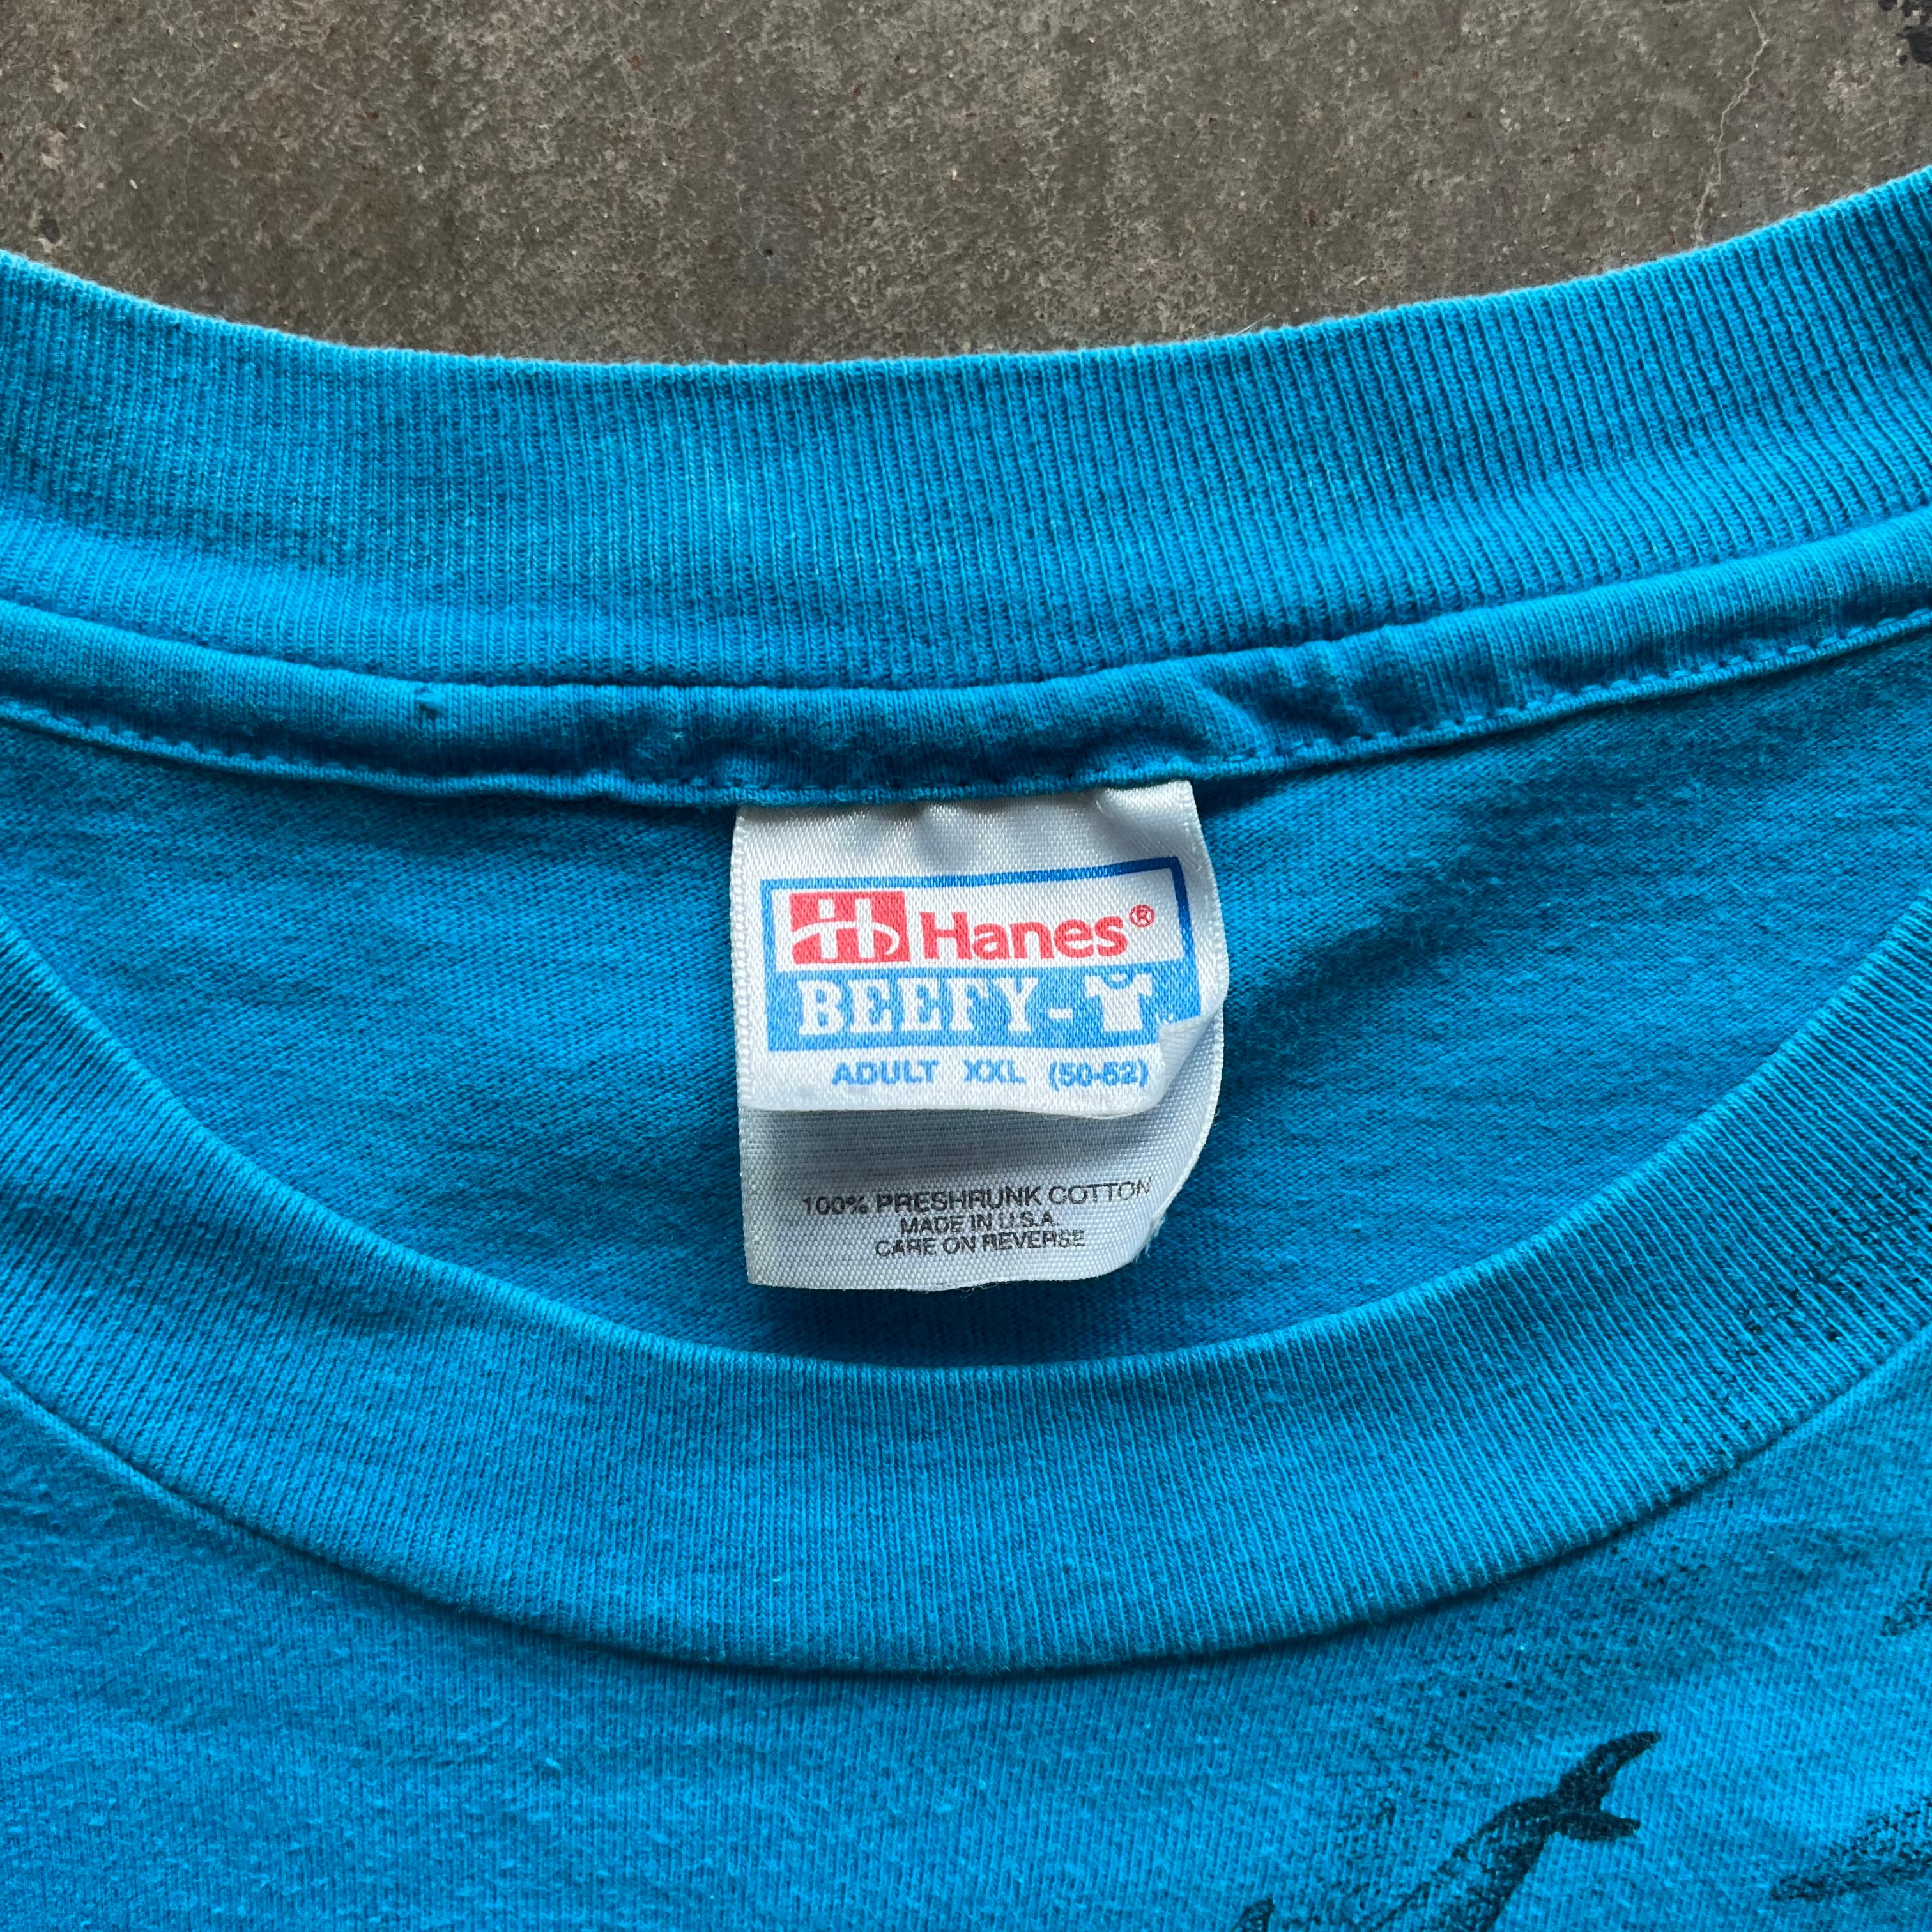 H Hanes®
BEEFY-T
ADULT XXL (50-52)
100% PRESHRUNK COTTON
MADE IN U.S.A.
CARE ON REVERSE